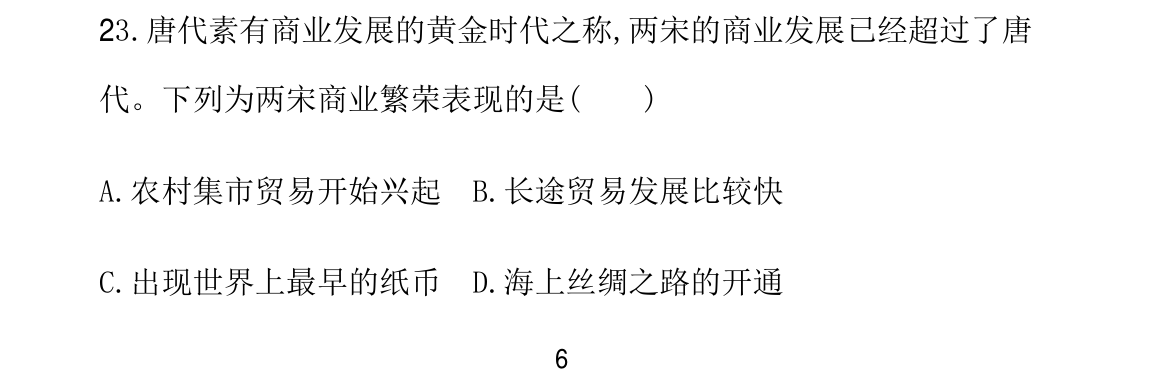 23.唐代素有商业发展的黄金时代之称,两宋的商业发展已经超过了唐
代。下列为两宋商业繁荣表现的是(　　)
A.农村集市贸易开始兴起　B.长途贸易发展比较快
C.出现世界上最早的纸币　D.海上丝绸之路的开通
6